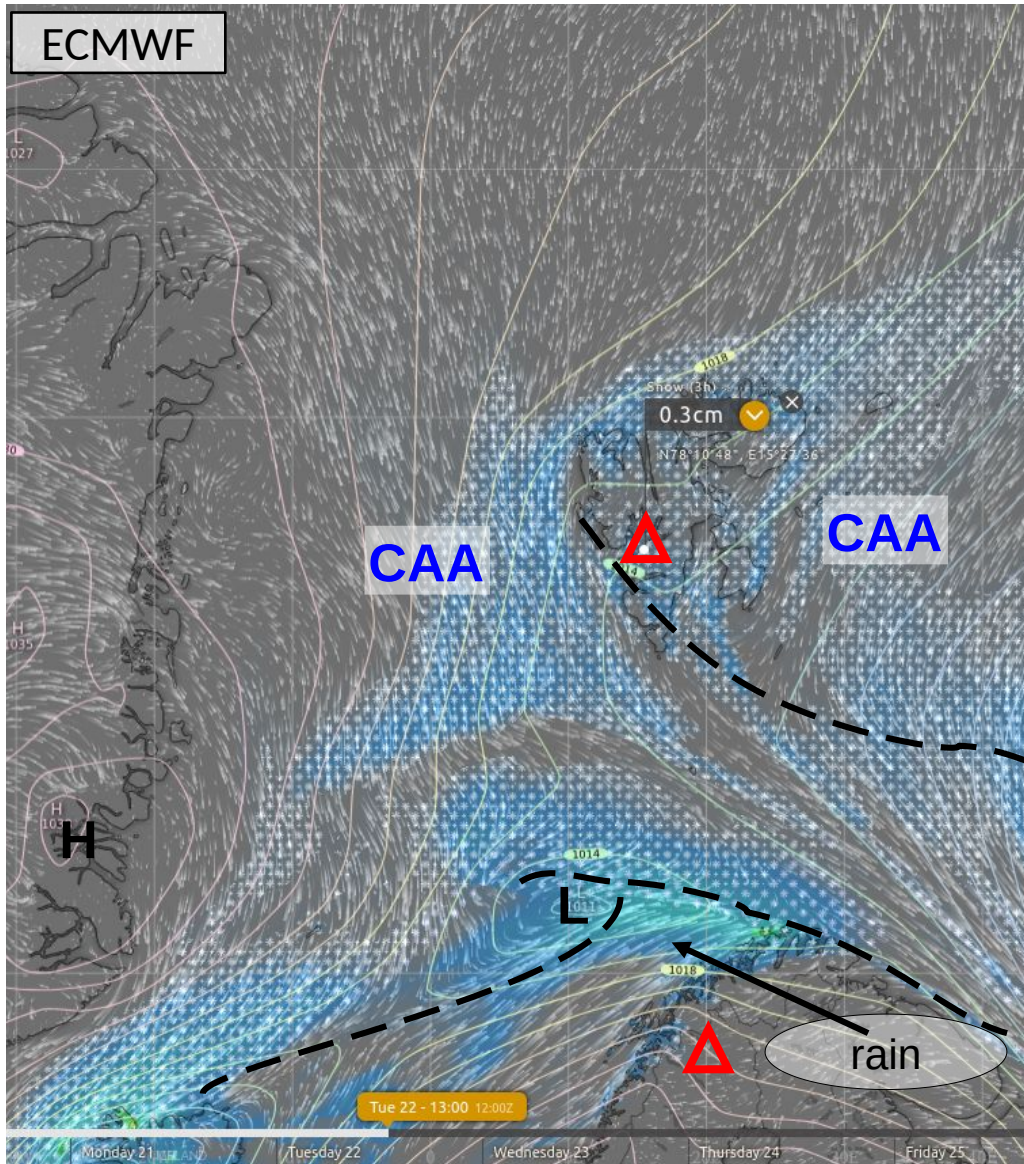 ECMWF
L
1027
1018
Snow (3h)
0.3cm
N78°10'48", E15°27'36
CAA
CAA
H
1035
H
H
1014
L
1011
1018
rain
Tue 22 - 13:00 12:00Z
Monday 21
Tuesday 22
Wednesday 23
Thursday 24
Friday 25